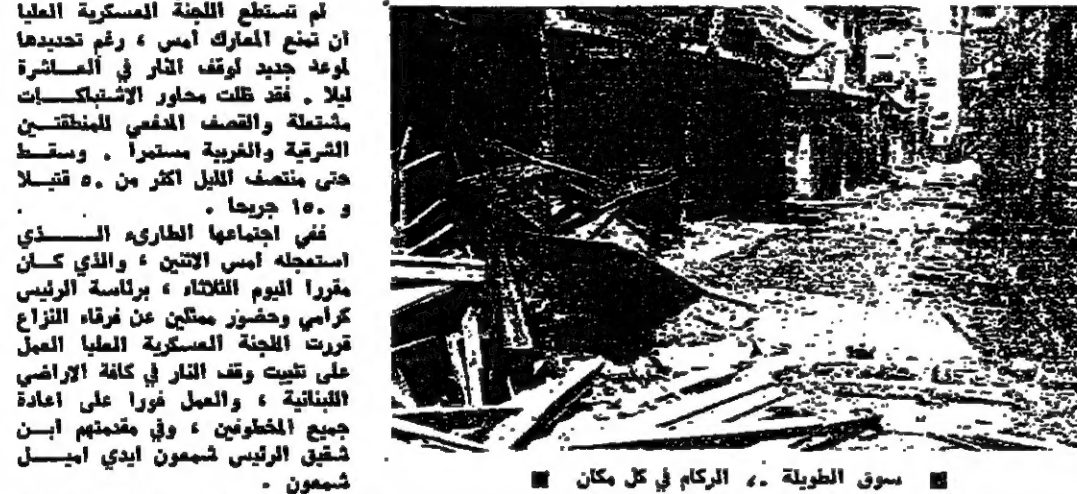 لم تستطع اللجنة العسكرية العليا
ان تمنع المعارك أمس ، رغم تحديدها
لموعد جديد لوقف النار في العاشرة
ليلا . فقد ظلت محاور الاشتباكات
مشتعلة والقصف المدفعي للمنطقتين
الشرقية والغربية مستمرا . وسقط
حتى منتصف الليل اكثر من ٥٠ قتيلا
و ١٥٠ جريحا .
ففي اجتماعها الطارىء الذي
استعجله امس الاثنين ، والذي كان
مقررا اليوم الثلاثاء ، برئاسة الرئيس
كرامي وحضور ممثلين عن فرقاء النزاع
قررت اللجنة العسكرية العليا العمل
على تثبيت وقف النار في كافة الاراضي
اللبنانية ، والعمل فورا على اعادة
جميع المخطوفين ، وفي مقدمتهم ابن
شقيق الرئيس شمعون ايدي اميل
شمعون .
سوق الطويلة .، الركام في كل مكان